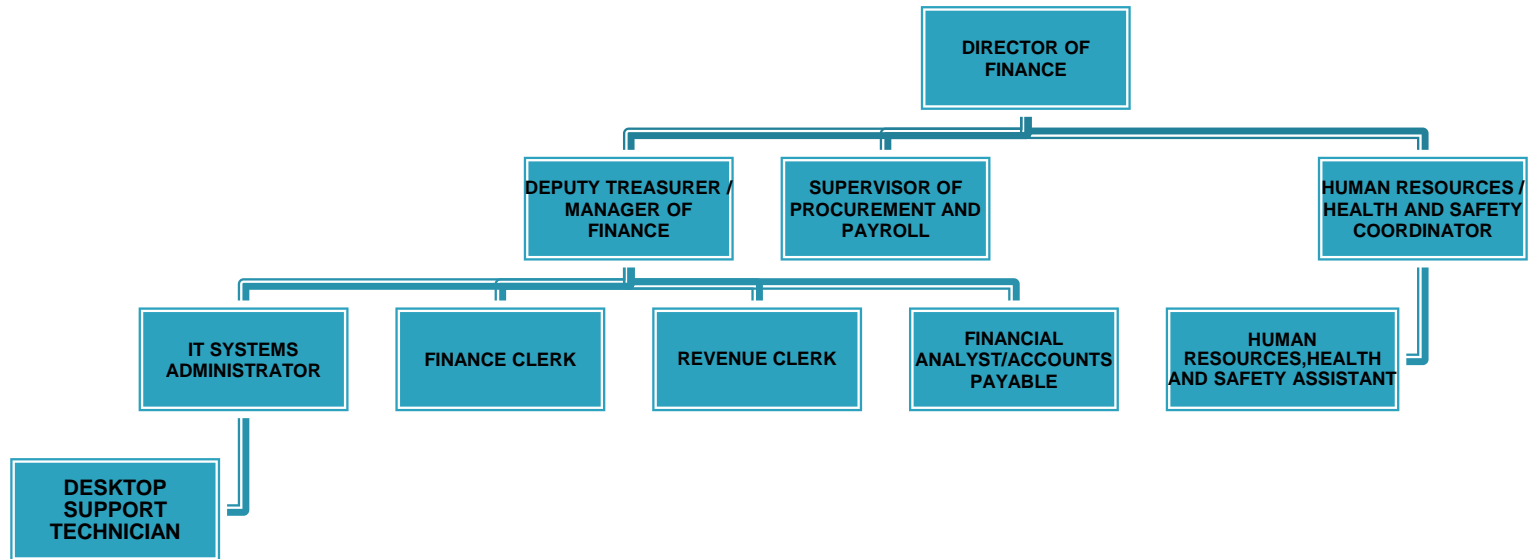 DIRECTOR OF
FINANCE
DEPUTY TREASURER /
MANAGER OF
FINANCE
SUPERVISOR OF
PROCUREMENT AND
PAYROLL
HUMAN RESOURCES /
HEALTH AND SAFETY
COORDINATOR
IT SYSTEMS
ADMINISTRATOR
FINANCE CLERK
REVENUE CLERK
FINANCIAL
ANALYST/ACCOUNTS
PAYABLE
HUMAN
RESOURCES,HEALTH
AND SAFETY ASSISTANT
DESKTOP
SUPPORT
TECHNICIAN